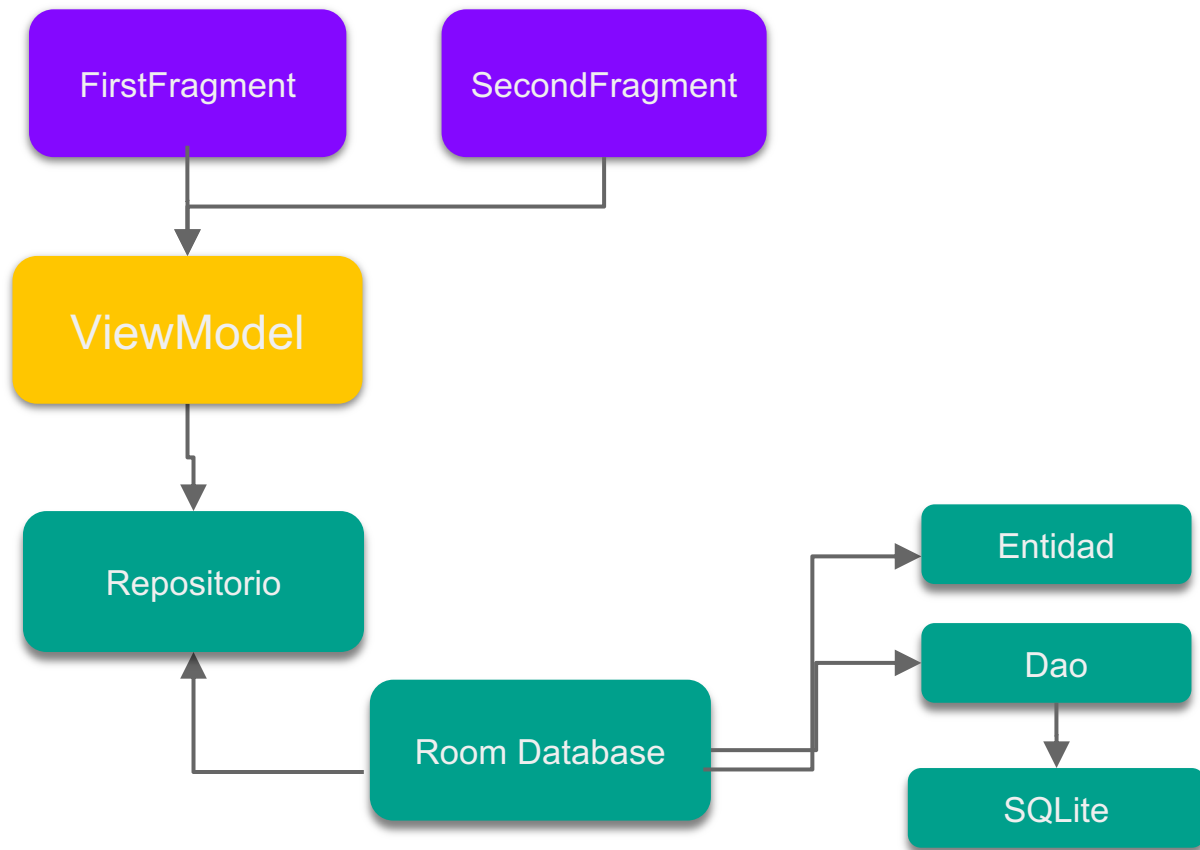 FirstFragment
SecondFragment
ViewModel
Repositorio
Entidad
Dao
Room Database
SQLite